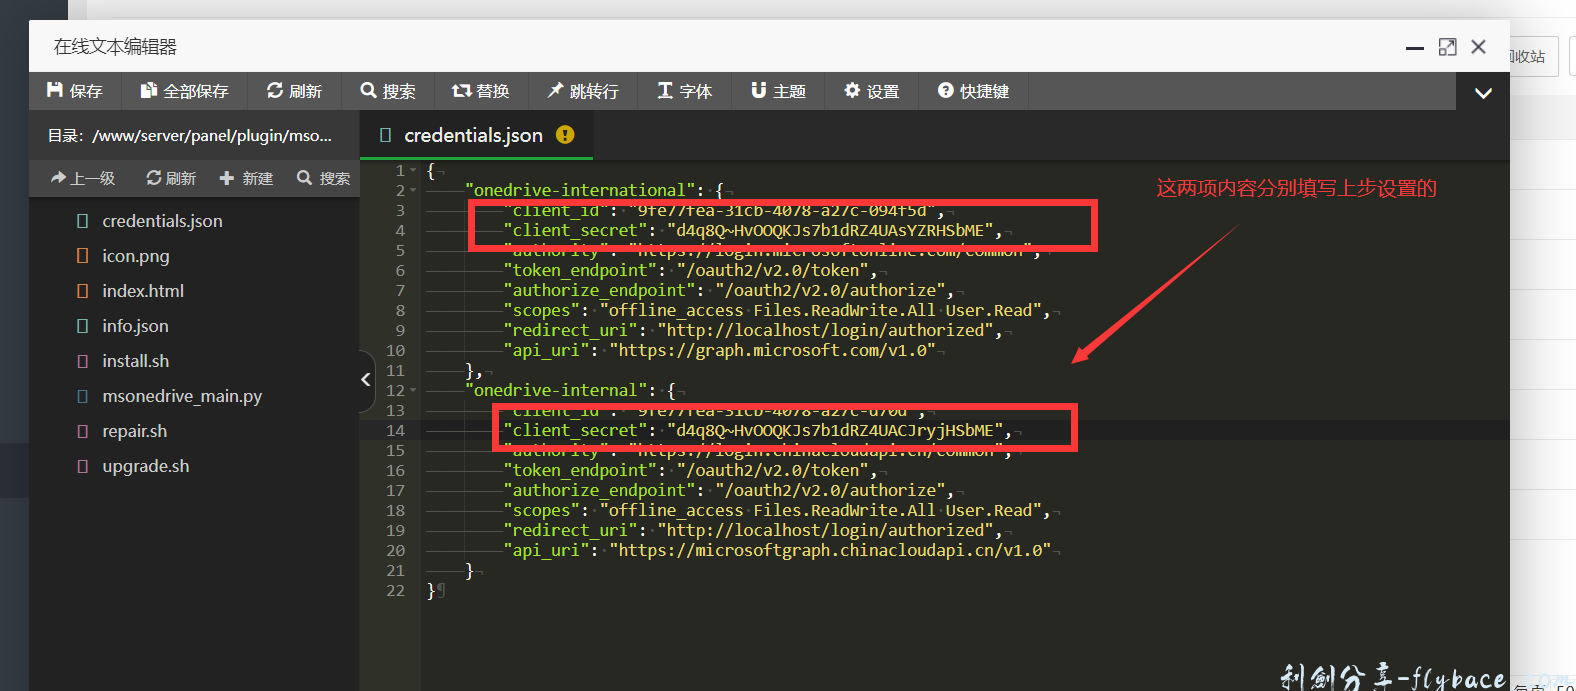 在线文本编辑器
回收站
保存 全部保存 刷新 搜索 替换 跳转行 字体 主题 设置 快捷键
目录：/www/server/panel/plugin/mso...
credentials.json
上一级 刷新 新建 搜索
credentials.json
icon.png
index.html
info.json
install.sh
msonedrive_main.py
repair.sh
upgrade.sh
1 {
2 "onedrive-international": {
3 "client_id": "9fe77fea-31cb-4078-a27c-094f5d",
4 "client_secret": "d4q8Q~HvOOQKJs7b1dRZ4UAsYZRHSbME",
5 "authority": "https://login.microsoftonline.com/common",
6 "token_endpoint": "/oauth2/v2.0/token",
7 "authorize_endpoint": "/oauth2/v2.0/authorize",
8 "scopes": "offline_access Files.ReadWrite.All User.Read",
9 "redirect_uri": "http://localhost/login/authorized",
10 "api_uri": "https://graph.microsoft.com/v1.0"
11 },
12 "onedrive-internal": {
13 "client_id": "9fe77fea-31cb-4078-a27c-d70d",
14 "client_secret": "d4q8Q~HvOOQKJs7b1dRZ4UACJryjHSbME",
15 "authority": "https://login.chinacloudapi.cn/common",
16 "token_endpoint": "/oauth2/v2.0/token",
17 "authorize_endpoint": "/oauth2/v2.0/authorize",
18 "scopes": "offline_access Files.ReadWrite.All User.Read",
19 "redirect_uri": "http://localhost/login/authorized",
20 "api_uri": "https://microsoftgraph.chinacloudapi.cn/v1.0"
21 }
22 }
这两项内容分别填写上步设置的
利劍分享-flybace